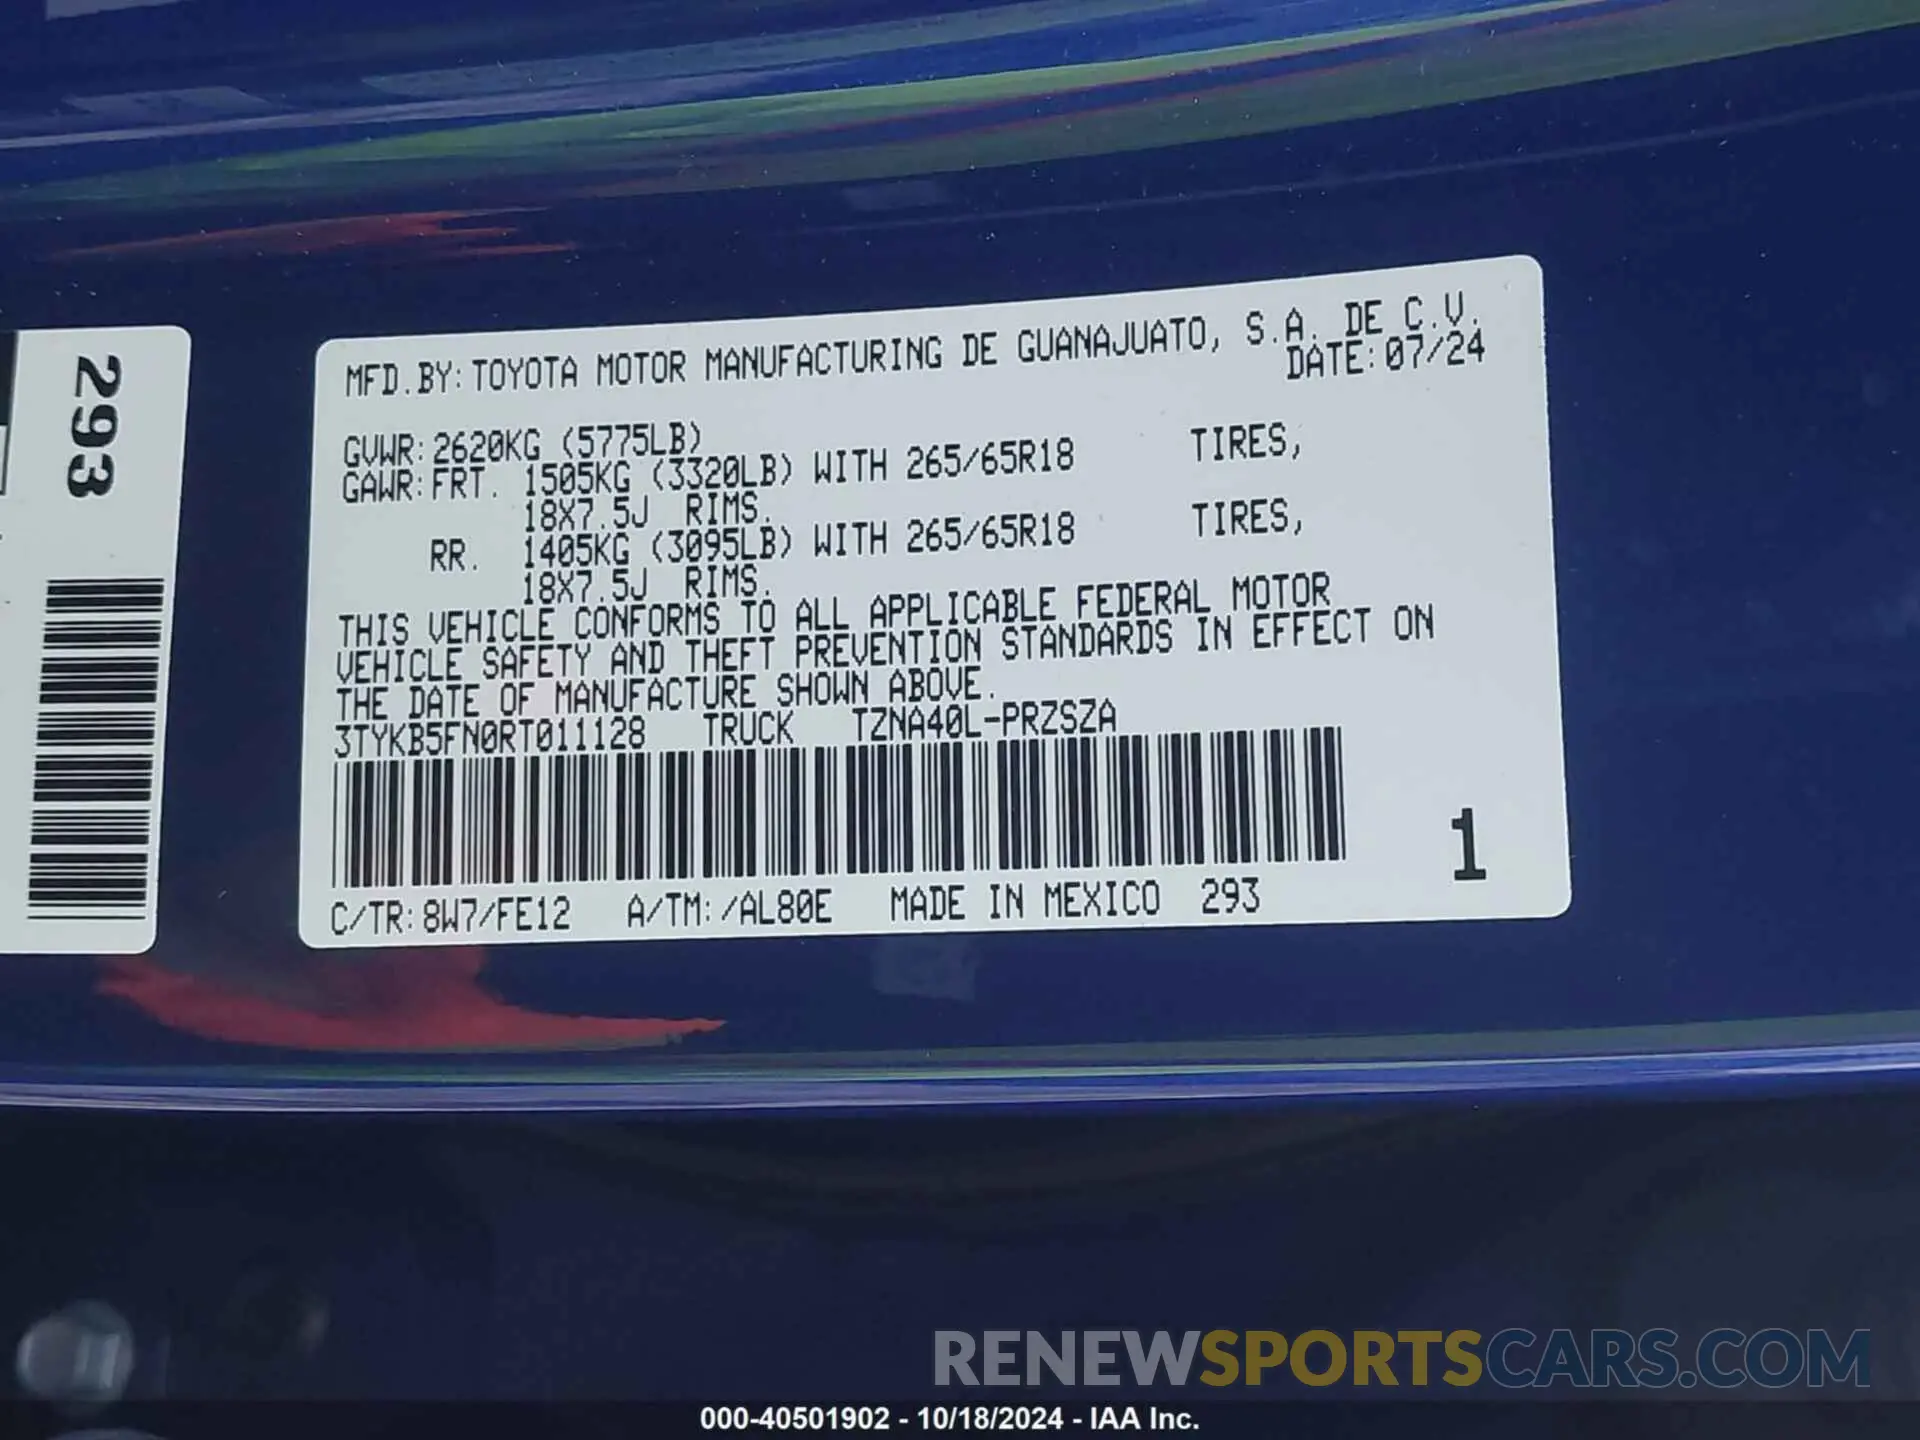 293
MFD.BY:TOYOTA MOTOR MANUFACTURING DE GUANAJUATO, S.A. DE C.V.
DATE:07/24
GVWR:2620KG (5775LB)
GAWR:FRT. 1505KG (3320LB) WITH 265/65R18 TIRES,
18X7.5J RIMS.
RR. 1405KG (3095LB) WITH 265/65R18 TIRES,
18X7.5J RIMS.
THIS VEHICLE CONFORMS TO ALL APPLICABLE FEDERAL MOTOR
VEHICLE SAFETY AND THEFT PREVENTION STANDARDS IN EFFECT ON
THE DATE OF MANUFACTURE SHOWN ABOVE.
3TYKB5FN0RT011128 TRUCK TZNA40L-PRZSZA
1
C/TR:8W7/FE12 A/TM:/AL80E MADE IN MEXICO 293
RENEWSPORTSCARS.COM
000-40501902 - 10/18/2024 - IAA Inc.